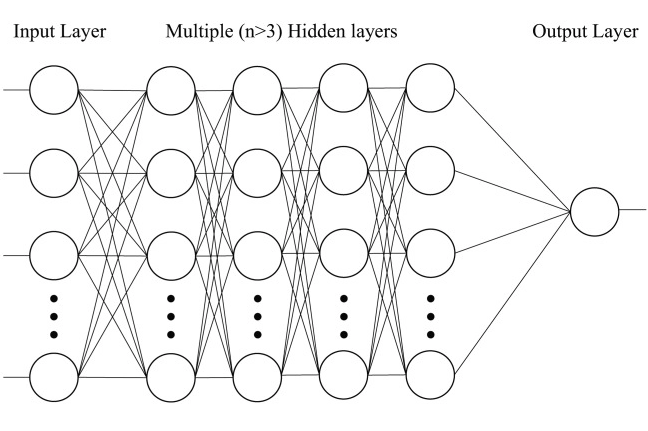 Input Layer
Multiple (n>3) Hidden layers
Output Layer